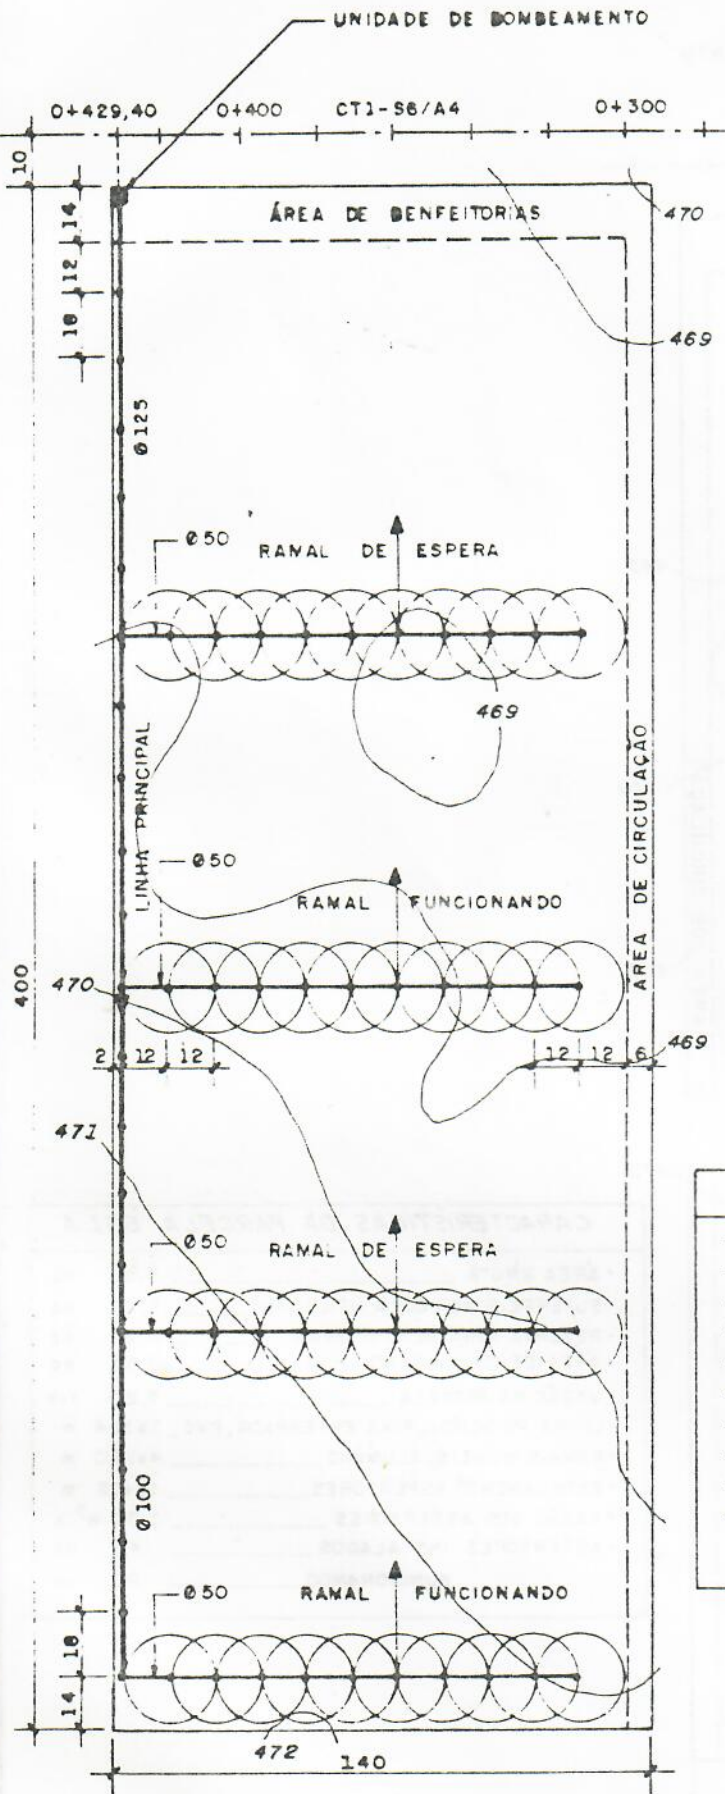 UNIDADE DE BOMBEAMENTO
0+429,40
0+400
CT1-S6/A4
0+300
10
14
ÁREA DE BENFEITORIAS
470
12
18
469
Ø125
Ø50
RAMAL DE ESPERA
469
LINHA PRINCIPAL
ÁREA DE CIRCULAÇÃO
Ø50
RAMAL FUNCIONANDO
400
470
2 12 12
12 12 6
469
471
Ø50
RAMAL DE ESPERA
CARACTERÍSTICAS DA PARCELA
Ø100
Ø50
RAMAL FUNCIONANDO
18
14
472
140